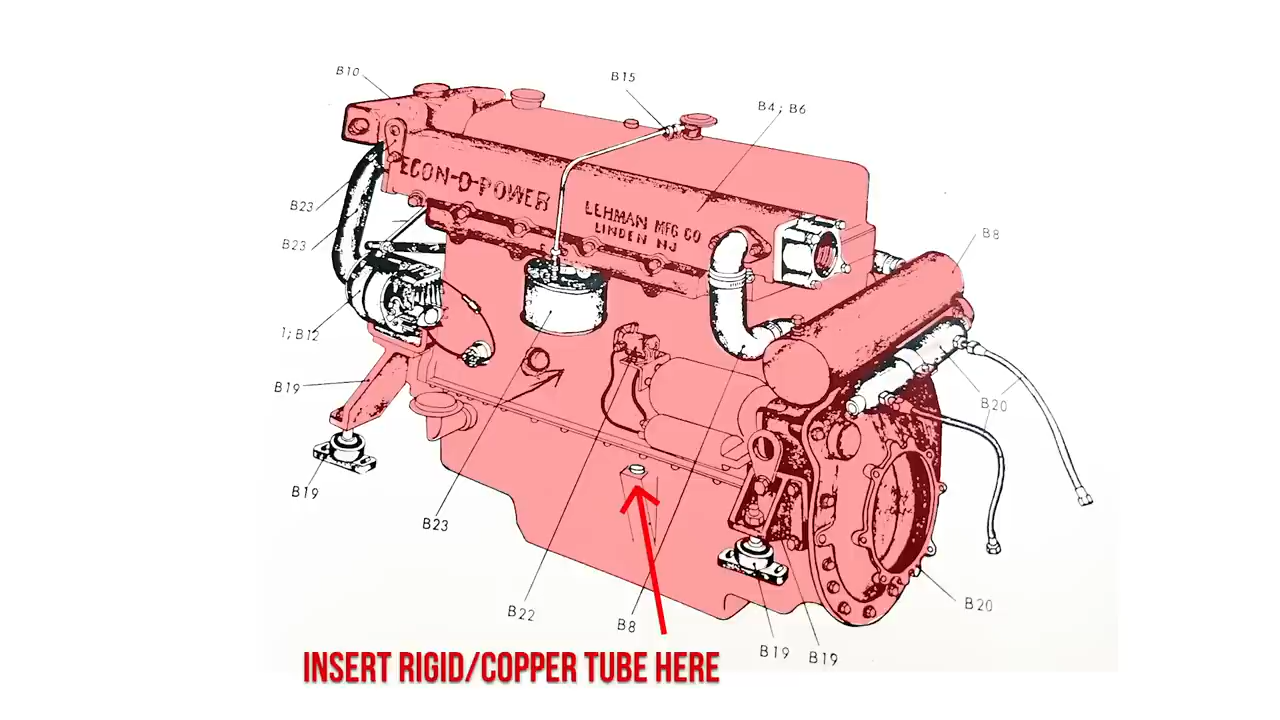 B10
B15
B4; B6
ECON-D-POWER
LEHMAN MFG CO
LINDEN NJ
B23
B8
B23
1; B12
B19
B20
B19
B23
B22
B8
B20
B19
B19
INSERT RIGID/COPPER TUBE HERE